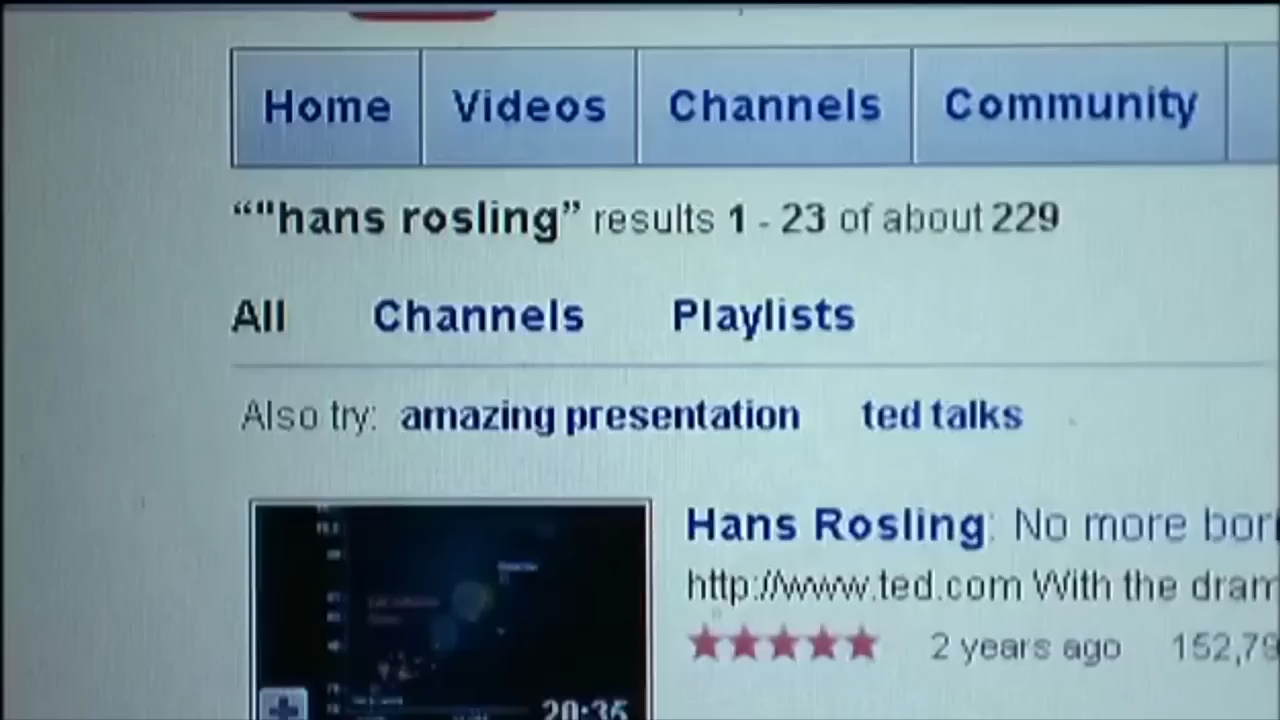 Home Videos Channels Community
“"hans rosling” results 1 - 23 of about 229
All Channels Playlists
Also try: amazing presentation ted talks
Hans Rosling: No more bor
http://www.ted.com With the dram
2 years ago 152,79
20:35